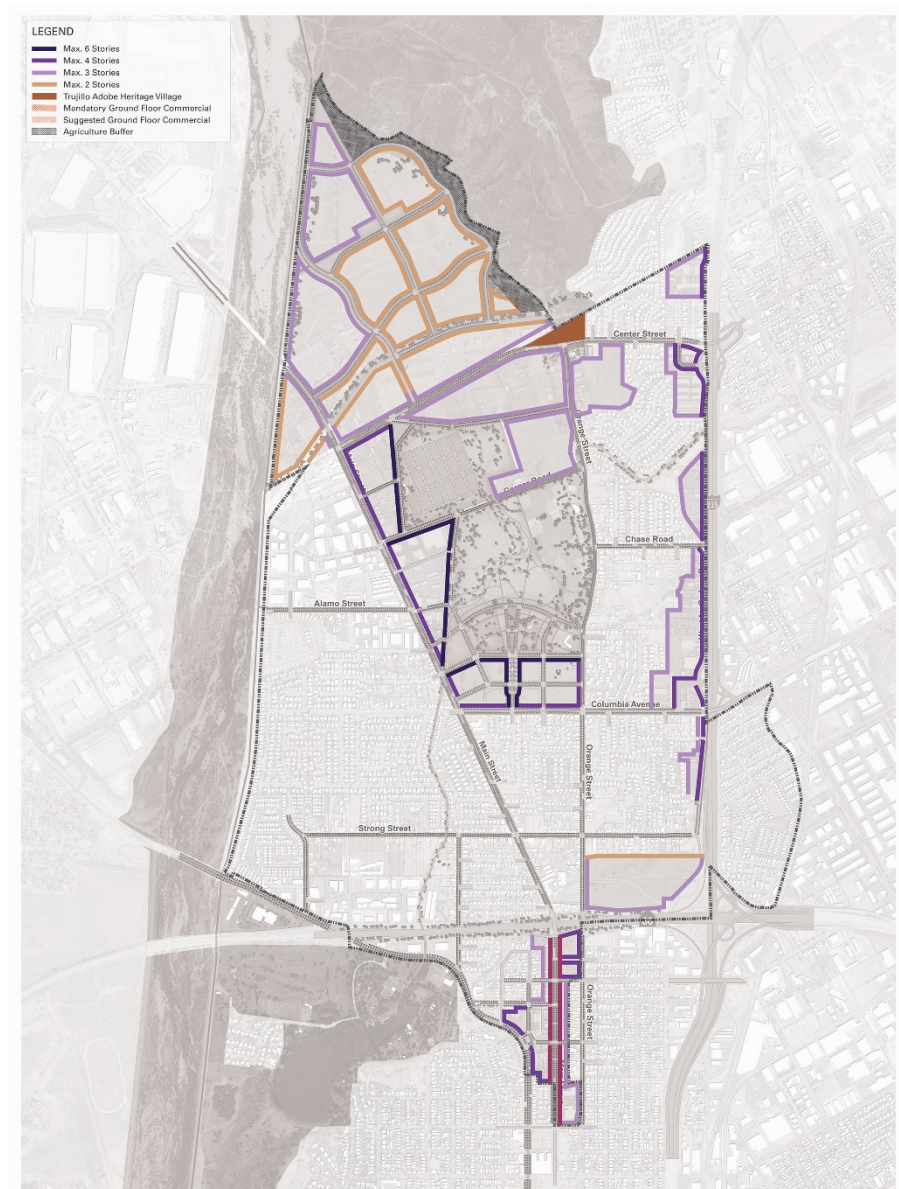 LEGEND
Max. 6 Stories
Max. 4 Stories
Max. 3 Stories
Max. 2 Stories
Trujillo Adobe Heritage Village
Mandatory Ground Floor Commercial
Suggested Ground Floor Commercial
Agriculture Buffer
Center Street
Orange Street
Road
Chase Road
Alamo Street
Columbia Avenue
Main Street
Orange Street
Strong Street
Orange Street